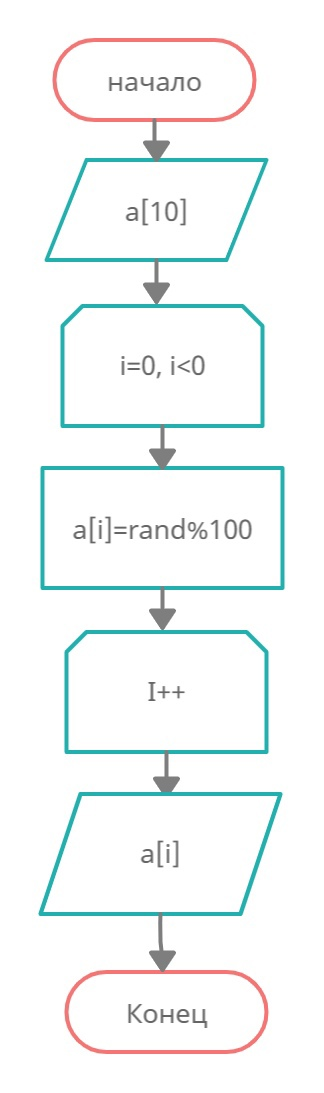 начало
a[10]
i=0, i<0
a[i]=rand%100
I++
a[i]
Конец